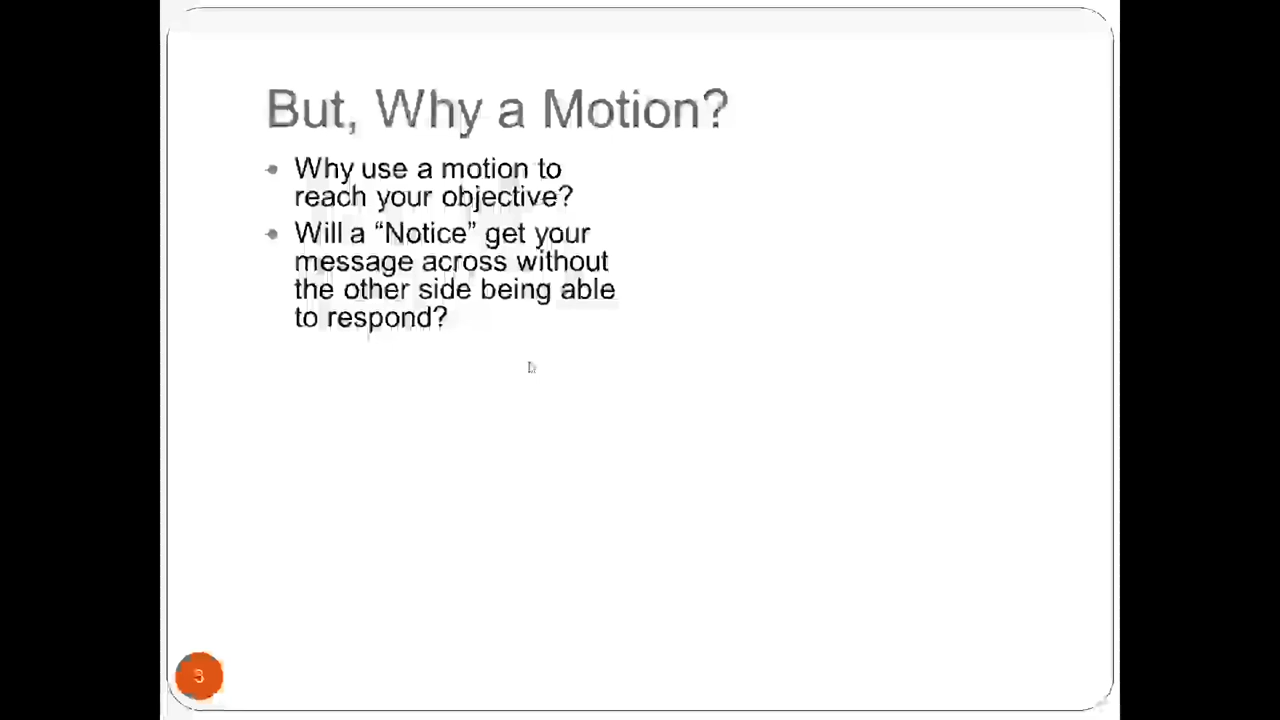 But, Why a Motion?
Why use a motion to
reach your objective?
Will a “Notice” get your
message across without
the other side being able
to respond?
3